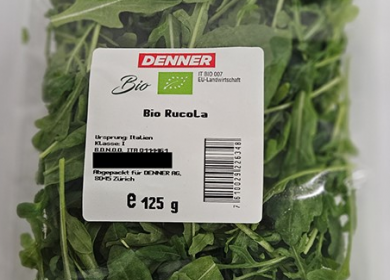 DENNER
Bio
IT BIO 007
EU-Landwirtschaft
Bio RucoLa
Ursprung: Italien
Klasse: I
Abgepackt für DENNER AG,
8045 Zürich
e 125 g